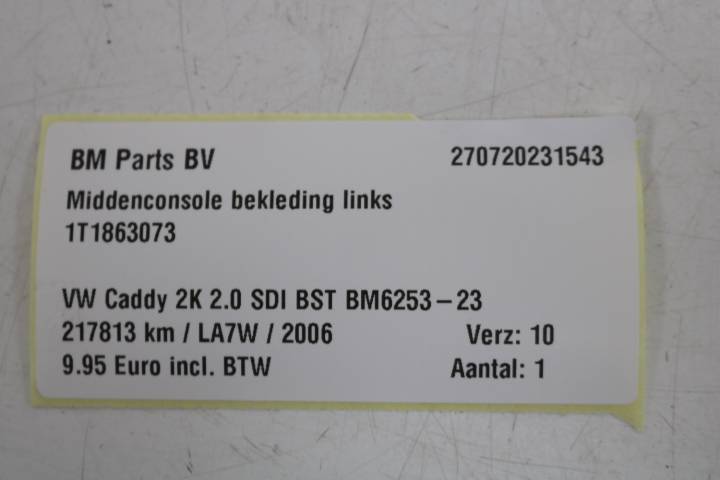 BM Parts BV 270720231543
Middenconsole bekleding links
1T1863073
VW Caddy 2K 2.0 SDI BST BM6253-23
217813 km / LA7W / 2006 Verz: 10
9.95 Euro incl. BTW Aantal: 1